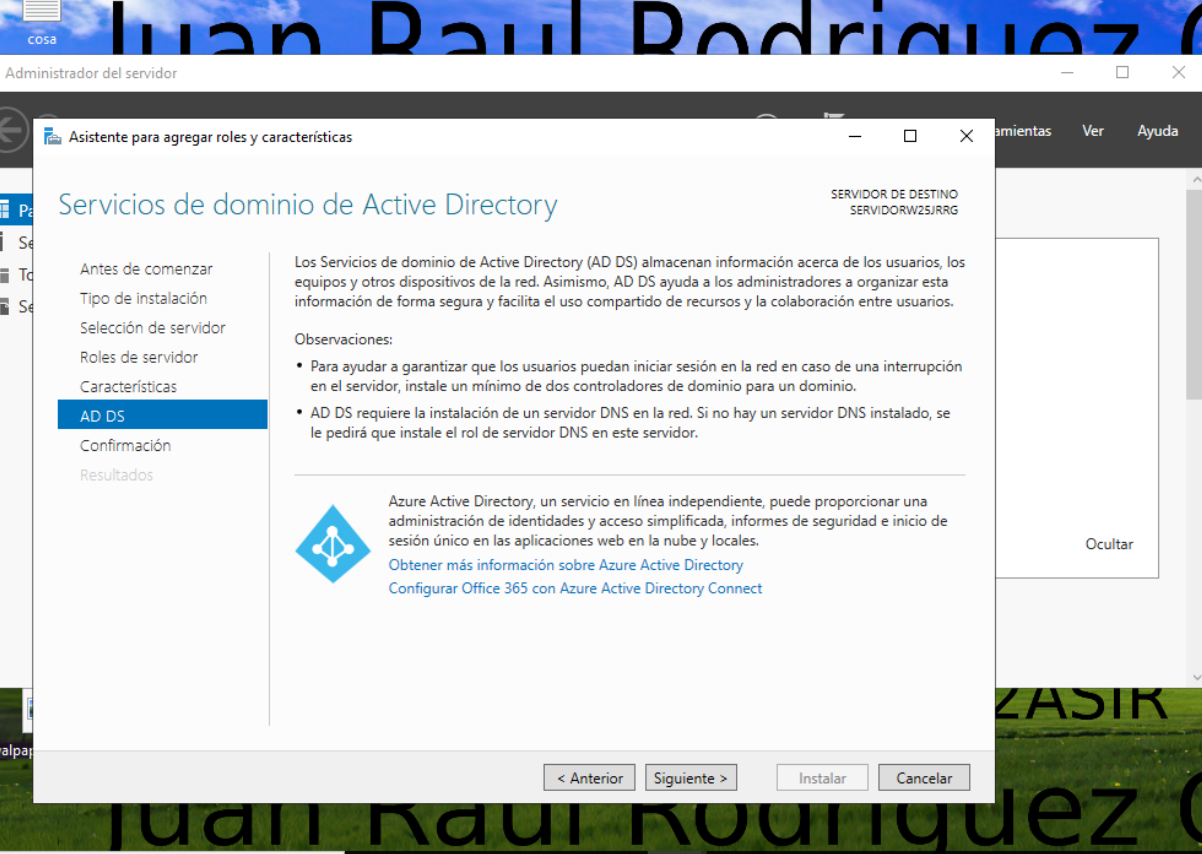 cosa
Juan Raul Rodriguez
Administrador del servidor
amientas Ver Ayuda
Asistente para agregar roles y características
Servicios de dominio de Active Directory
SERVIDOR DE DESTINO
SERVIDORW25JRRG
Pa
Se
To
Se
Antes de comenzar
Tipo de instalación
Selección de servidor
Roles de servidor
Características
AD DS
Confirmación
Resultados
Los Servicios de dominio de Active Directory (AD DS) almacenan información acerca de los usuarios, los
equipos y otros dispositivos de la red. Asimismo, AD DS ayuda a los administradores a organizar esta
información de forma segura y facilita el uso compartido de recursos y la colaboración entre usuarios.
Observaciones:
• Para ayudar a garantizar que los usuarios puedan iniciar sesión en la red en caso de una interrupción
en el servidor, instale un mínimo de dos controladores de dominio para un dominio.
• AD DS requiere la instalación de un servidor DNS en la red. Si no hay un servidor DNS instalado, se
le pedirá que instale el rol de servidor DNS en este servidor.
Azure Active Directory, un servicio en línea independiente, puede proporcionar una
administración de identidades y acceso simplificada, informes de seguridad e inicio de
sesión único en las aplicaciones web en la nube y locales.
Obtener más información sobre Azure Active Directory
Configurar Office 365 con Azure Active Directory Connect
Ocultar
2ASIR
alpap
< Anterior Siguiente > Instalar Cancelar
Juan Raul Rodriguez